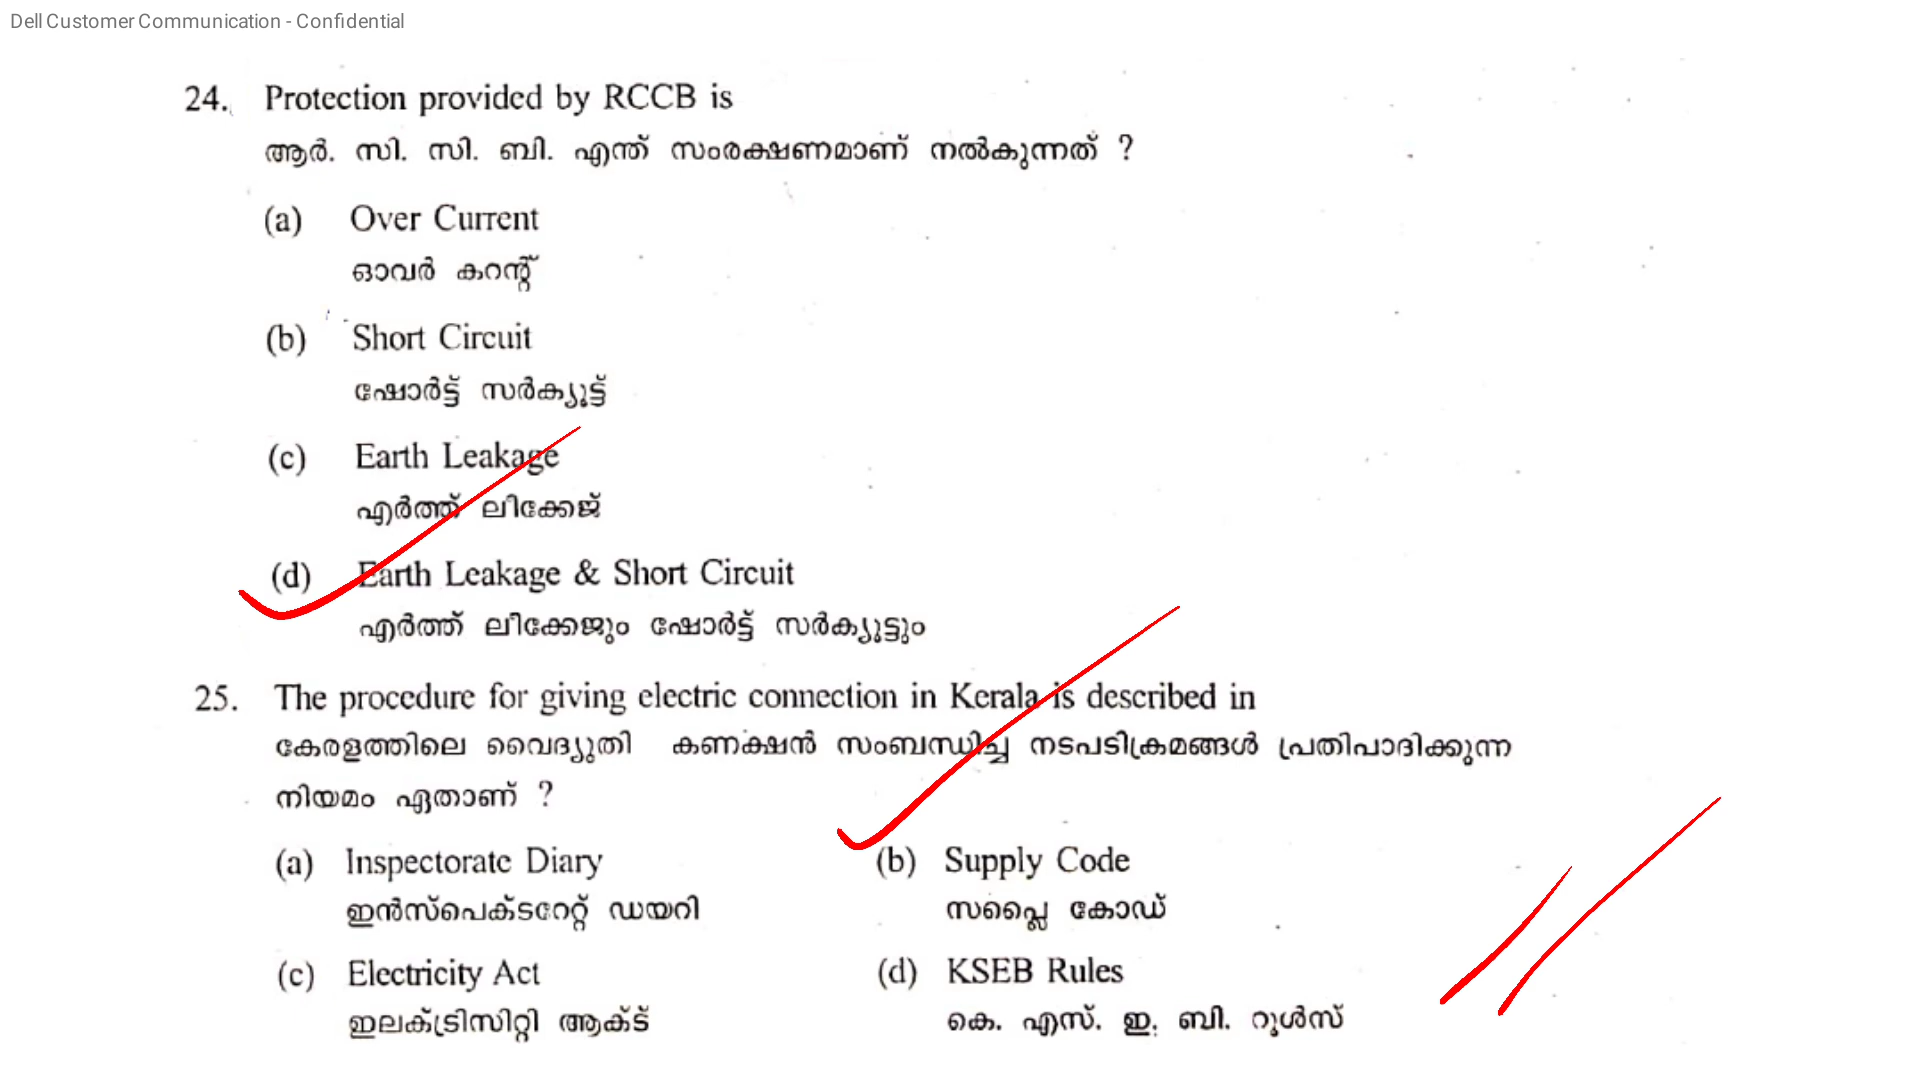 Dell Customer Communication - Confidential
24. Protection provided by RCCB is
ആർ. സി. സി. ബി. എന്ത് സംരക്ഷണമാണ് നൽകുന്നത് ?
(a) Over Current
ഓവർ കറന്റ്
(b) Short Circuit
ഷോർട്ട് സർക്യൂട്ട്
(c) Earth Leakage
എർത്ത് ലീക്കേജ്
(d) Earth Leakage & Short Circuit
എർത്ത് ലീക്കേജും ഷോർട്ട് സർക്യൂട്ടും
25. The procedure for giving electric connection in Kerala is described in
കേരളത്തിലെ വൈദ്യുതി കണക്ഷൻ സംബന്ധിച്ച നടപടിക്രമങ്ങൾ പ്രതിപാദിക്കുന്ന
നിയമം ഏതാണ് ?
(a) Inspectorate Diary (b) Supply Code
ഇൻസ്പെക്ടറേറ്റ് ഡയറി സപ്ലൈ കോഡ്
(c) Electricity Act (d) KSEB Rules
ഇലക്ട്രിസിറ്റി ആക്ട് കെ. എസ്. ഇ. ബി. റൂൾസ്